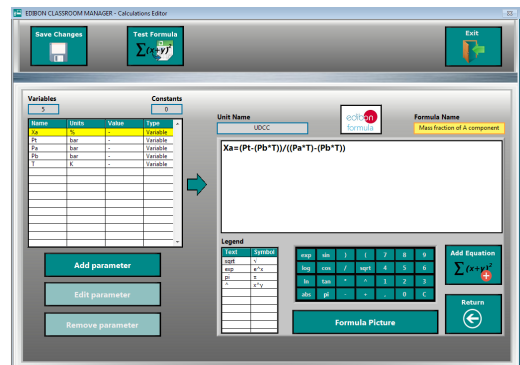 EDIBON CLASSROOM MANAGER - Calculations Editor
Save Changes
Test Formula
∑(x+y)²
Exit
Variables
5
Constants
0
Name Units Value Type
Xa % - Variable
Pt bar - Variable
Pa bar - Variable
Pb bar - Variable
T K - Variable
Add parameter
Edit parameter
Remove parameter
Unit Name
UDCC
edibon
formula
Formula Name
Mass fraction of A component
Xa=(Pt-(Pb*T))/((Pa*T)-(Pb*T))
Legend
Text Symbol
sqrt √
exp e^x
pi π
^ x^y
exp sin ) ( 7 8 9
log cos / sqrt 4 5 6
ln tan * ^ 1 2 3
abs pi - + . 0 C
Formula Picture
Add Equation
∑(x+y)²
Return